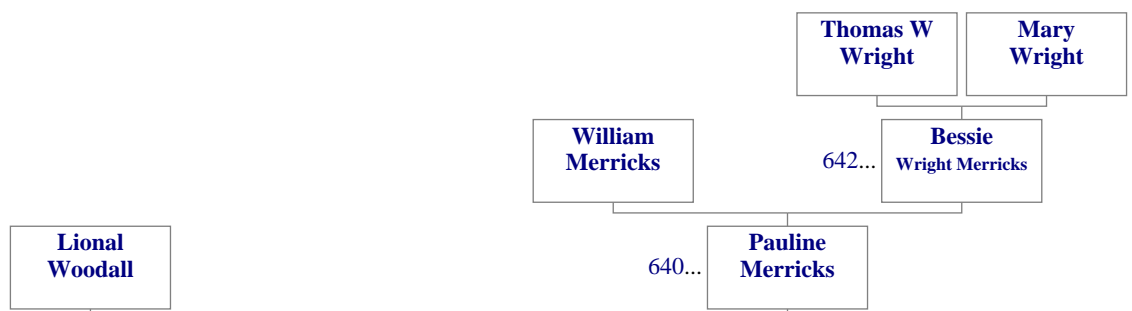 Thomas W
Wright
Mary
Wright
William
Merricks
642...
Bessie
Wright Merricks
Lional
Woodall
640...
Pauline
Merricks